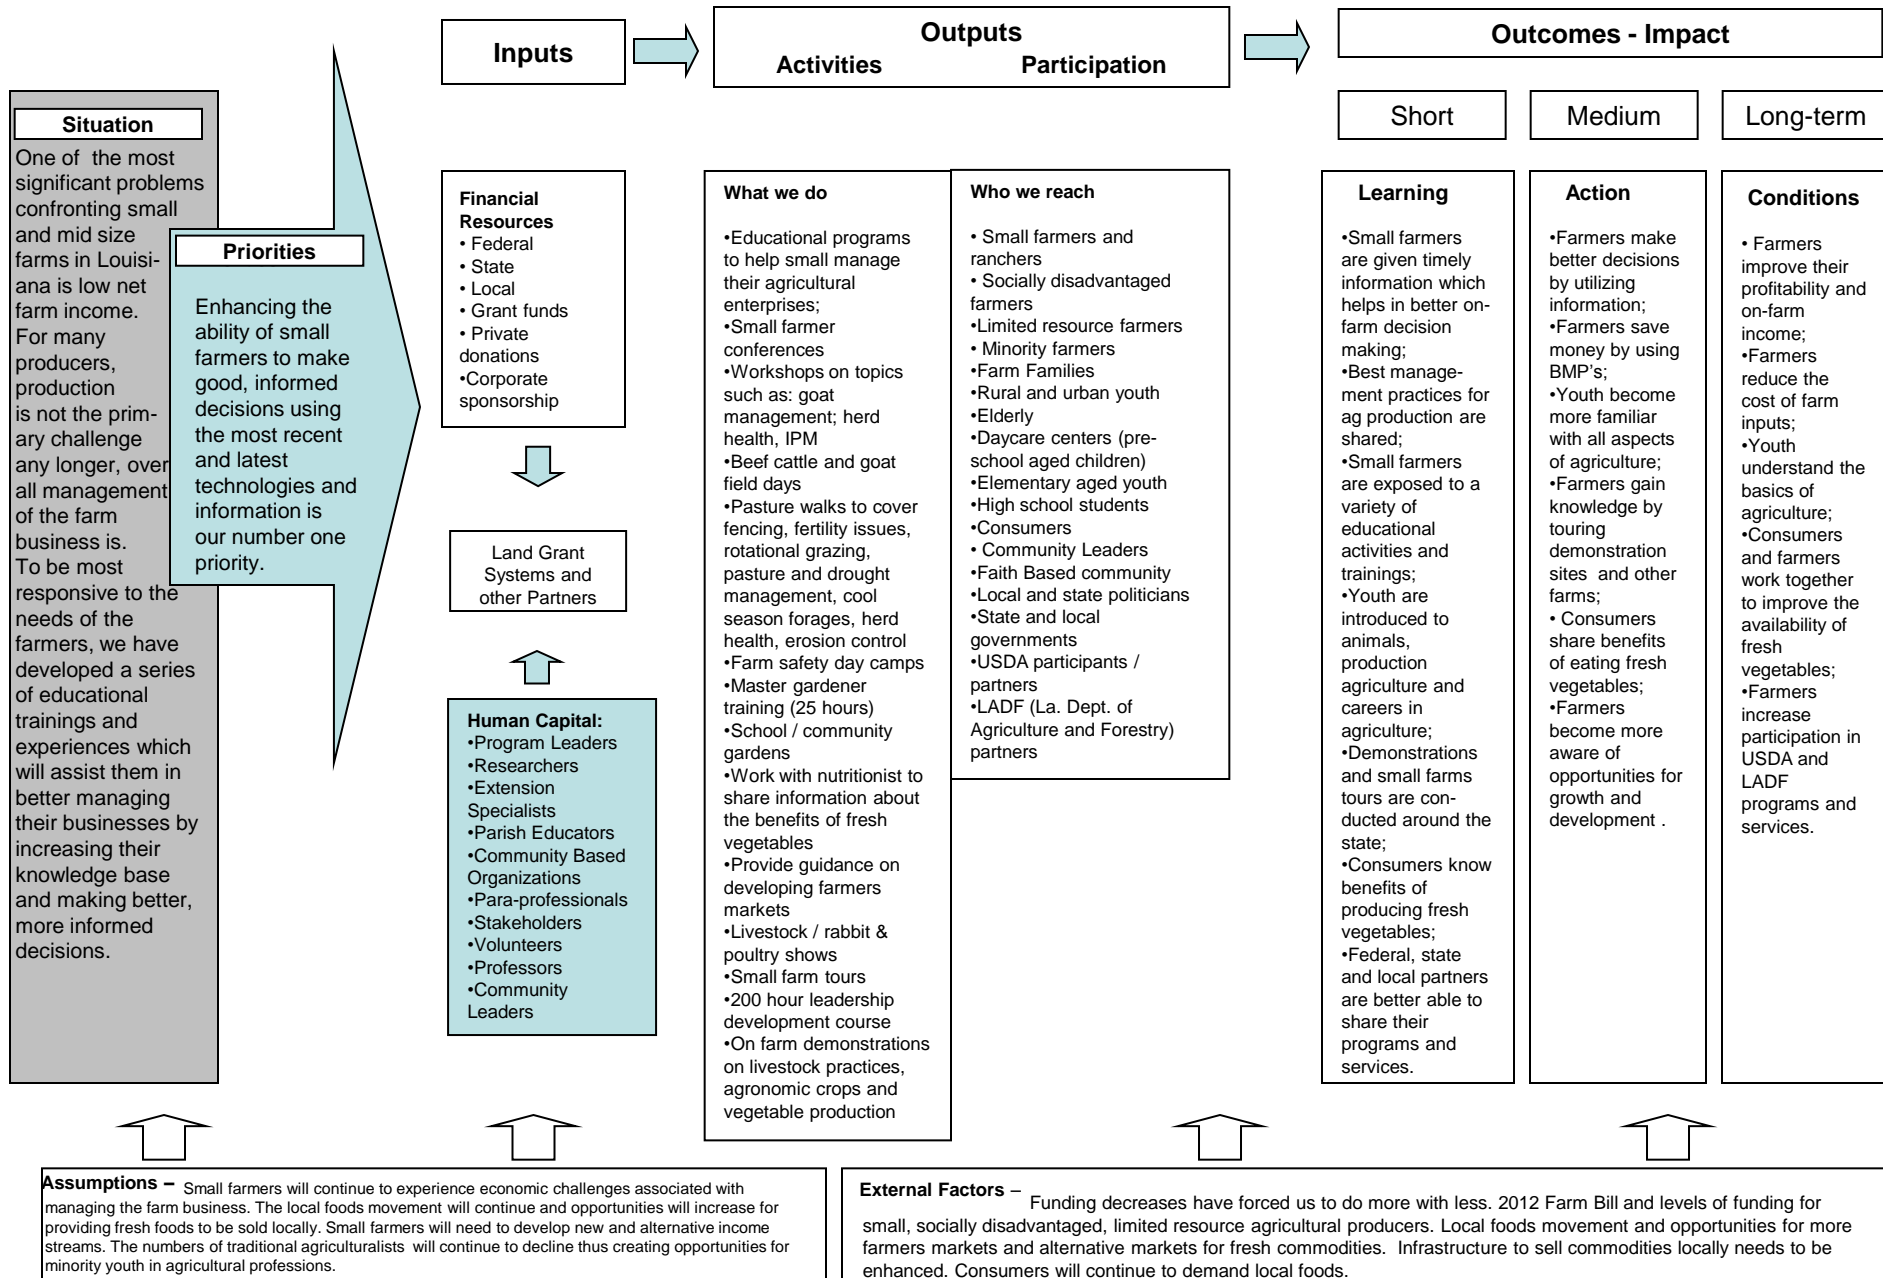 Inputs
Outputs
Activities Participation
Outcomes - Impact
Short
Medium
Long-term
Situation
One of the most
significant problems
confronting small
and mid size
farms in Louisi-
ana is low net
farm income.
For many
producers,
production
is not the prim-
ary challenge
any longer, over
all management
of the farm
business is.
To be most
responsive to the
needs of the
farmers, we have
developed a series
of educational
trainings and
experiences which
will assist them in
better managing
their businesses by
increasing their
knowledge base
and making better,
more informed
decisions.
Priorities
Enhancing the
ability of small
farmers to make
good, informed
decisions using
the most recent
and latest
technologies and
information is
our number one
priority.
Financial
Resources
• Federal
• State
• Local
• Grant funds
• Private
donations
•Corporate
sponsorship
Land Grant
Systems and
other Partners
Human Capital:
•Program Leaders
•Researchers
•Extension
Specialists
•Parish Educators
•Community Based
Organizations
•Para-professionals
•Stakeholders
•Volunteers
•Professors
•Community
Leaders
What we do
•Educational programs
to help small manage
their agricultural
enterprises;
•Small farmer
conferences
•Workshops on topics
such as: goat
management; herd
health, IPM
•Beef cattle and goat
field days
•Pasture walks to cover
fencing, fertility issues,
rotational grazing,
pasture and drought
management, cool
season forages, herd
health, erosion control
•Farm safety day camps
•Master gardener
training (25 hours)
•School / community
gardens
•Work with nutritionist to
share information about
the benefits of fresh
vegetables
•Provide guidance on
developing farmers
markets
•Livestock / rabbit &
poultry shows
•Small farm tours
•200 hour leadership
development course
•On farm demonstrations
on livestock practices,
agronomic crops and
vegetable production
Who we reach
• Small farmers and
ranchers
• Socially disadvantaged
farmers
•Limited resource farmers
• Minority farmers
•Farm Families
•Rural and urban youth
•Elderly
•Daycare centers (pre-
school aged children)
•Elementary aged youth
•High school students
•Consumers
• Community Leaders
•Faith Based community
•Local and state politicians
•State and local
governments
•USDA participants /
partners
•LADF (La. Dept. of
Agriculture and Forestry)
partners
Learning
•Small farmers
are given timely
information which
helps in better on-
farm decision
making;
•Best manage-
ment practices for
ag production are
shared;
•Small farmers
are exposed to a
variety of
educational
activities and
trainings;
•Youth are
introduced to
animals,
production
agriculture and
careers in
agriculture;
•Demonstrations
and small farms
tours are con-
ducted around the
state;
•Consumers know
benefits of
producing fresh
vegetables;
•Federal, state
and local partners
are better able to
share their
programs and
services.
Action
•Farmers make
better decisions
by utilizing
information;
•Farmers save
money by using
BMP's;
•Youth become
more familiar
with all aspects
of agriculture;
•Farmers gain
knowledge by
touring
demonstration
sites and other
farms;
• Consumers
share benefits
of eating fresh
vegetables;
•Farmers
become more
aware of
opportunities for
growth and
development .
Conditions
• Farmers
improve their
profitability and
on-farm
income;
•Farmers
reduce the
cost of farm
inputs;
•Youth
understand the
basics of
agriculture;
•Consumers
and farmers
work together
to improve the
availability of
fresh
vegetables;
•Farmers
increase
participation in
USDA and
LADF
programs and
services.
Assumptions – Small farmers will continue to experience economic challenges associated with
managing the farm business. The local foods movement will continue and opportunities will increase for
providing fresh foods to be sold locally. Small farmers will need to develop new and alternative income
streams. The numbers of traditional agriculturalists will continue to decline thus creating opportunities for
minority youth in agricultural professions.
External Factors – Funding decreases have forced us to do more with less. 2012 Farm Bill and levels of funding for
small, socially disadvantaged, limited resource agricultural producers. Local foods movement and opportunities for more
farmers markets and alternative markets for fresh commodities. Infrastructure to sell commodities locally needs to be
enhanced. Consumers will continue to demand local foods.